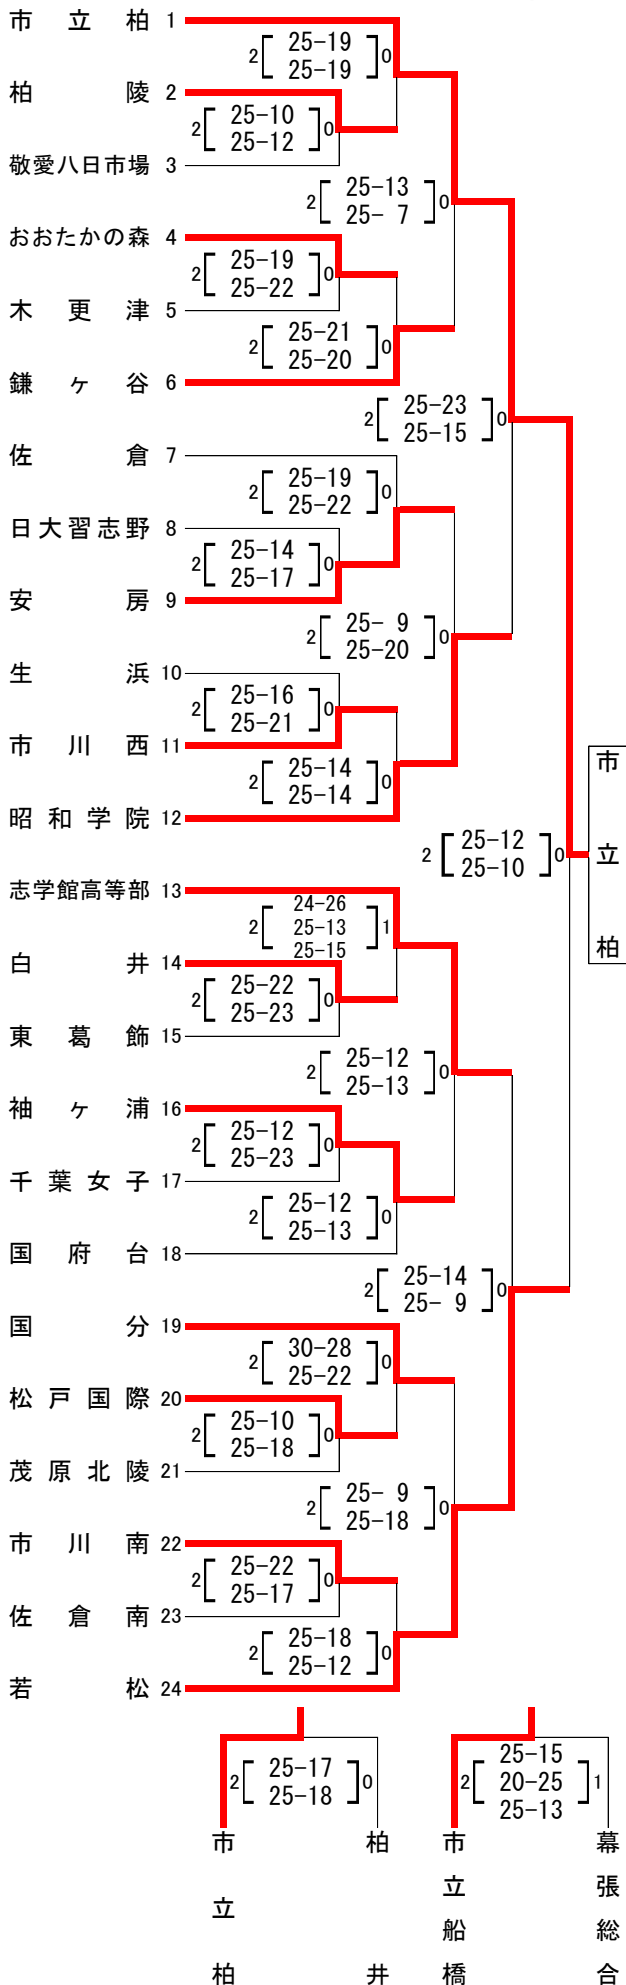 市立柏 1
2 25-19 0
25-19
柏陵 2
2 25-10 0
25-12
敬愛八日市場 3
2 25-13 0
25- 7
おおたかの森 4
2 25-19 0
25-22
木更津 5
2 25-21 0
25-20
鎌ヶ谷 6
2 25-23 0
25-15
佐倉 7
2 25-19 0
25-22
日大習志野 8
2 25-14 0
25-17
安房 9
2 25- 9 0
25-20
生浜 10
2 25-16 0
25-21
市川西 11
2 25-14 0
25-14
昭和学院 12
2 25-12 0
25-10
市立柏
志学館高等部 13
24-26
2 25-13 1
25-15
白井 14
2 25-22 0
25-23
東葛飾 15
2 25-12 0
25-13
袖ヶ浦 16
2 25-12 0
25-23
千葉女子 17
2 25-12 0
25-13
国府台 18
2 25-14 0
25- 9
国分 19
2 30-28 0
25-22
松戸国際 20
2 25-10 0
25-18
茂原北陵 21
2 25- 9 0
25-18
市川南 22
2 25-22 0
25-17
佐倉南 23
2 25-18 0
25-12
若松 24
2 25-17 0
25-18
25-15
2 20-25 1
25-13
市立柏
柏井
市立船橋
幕張総合